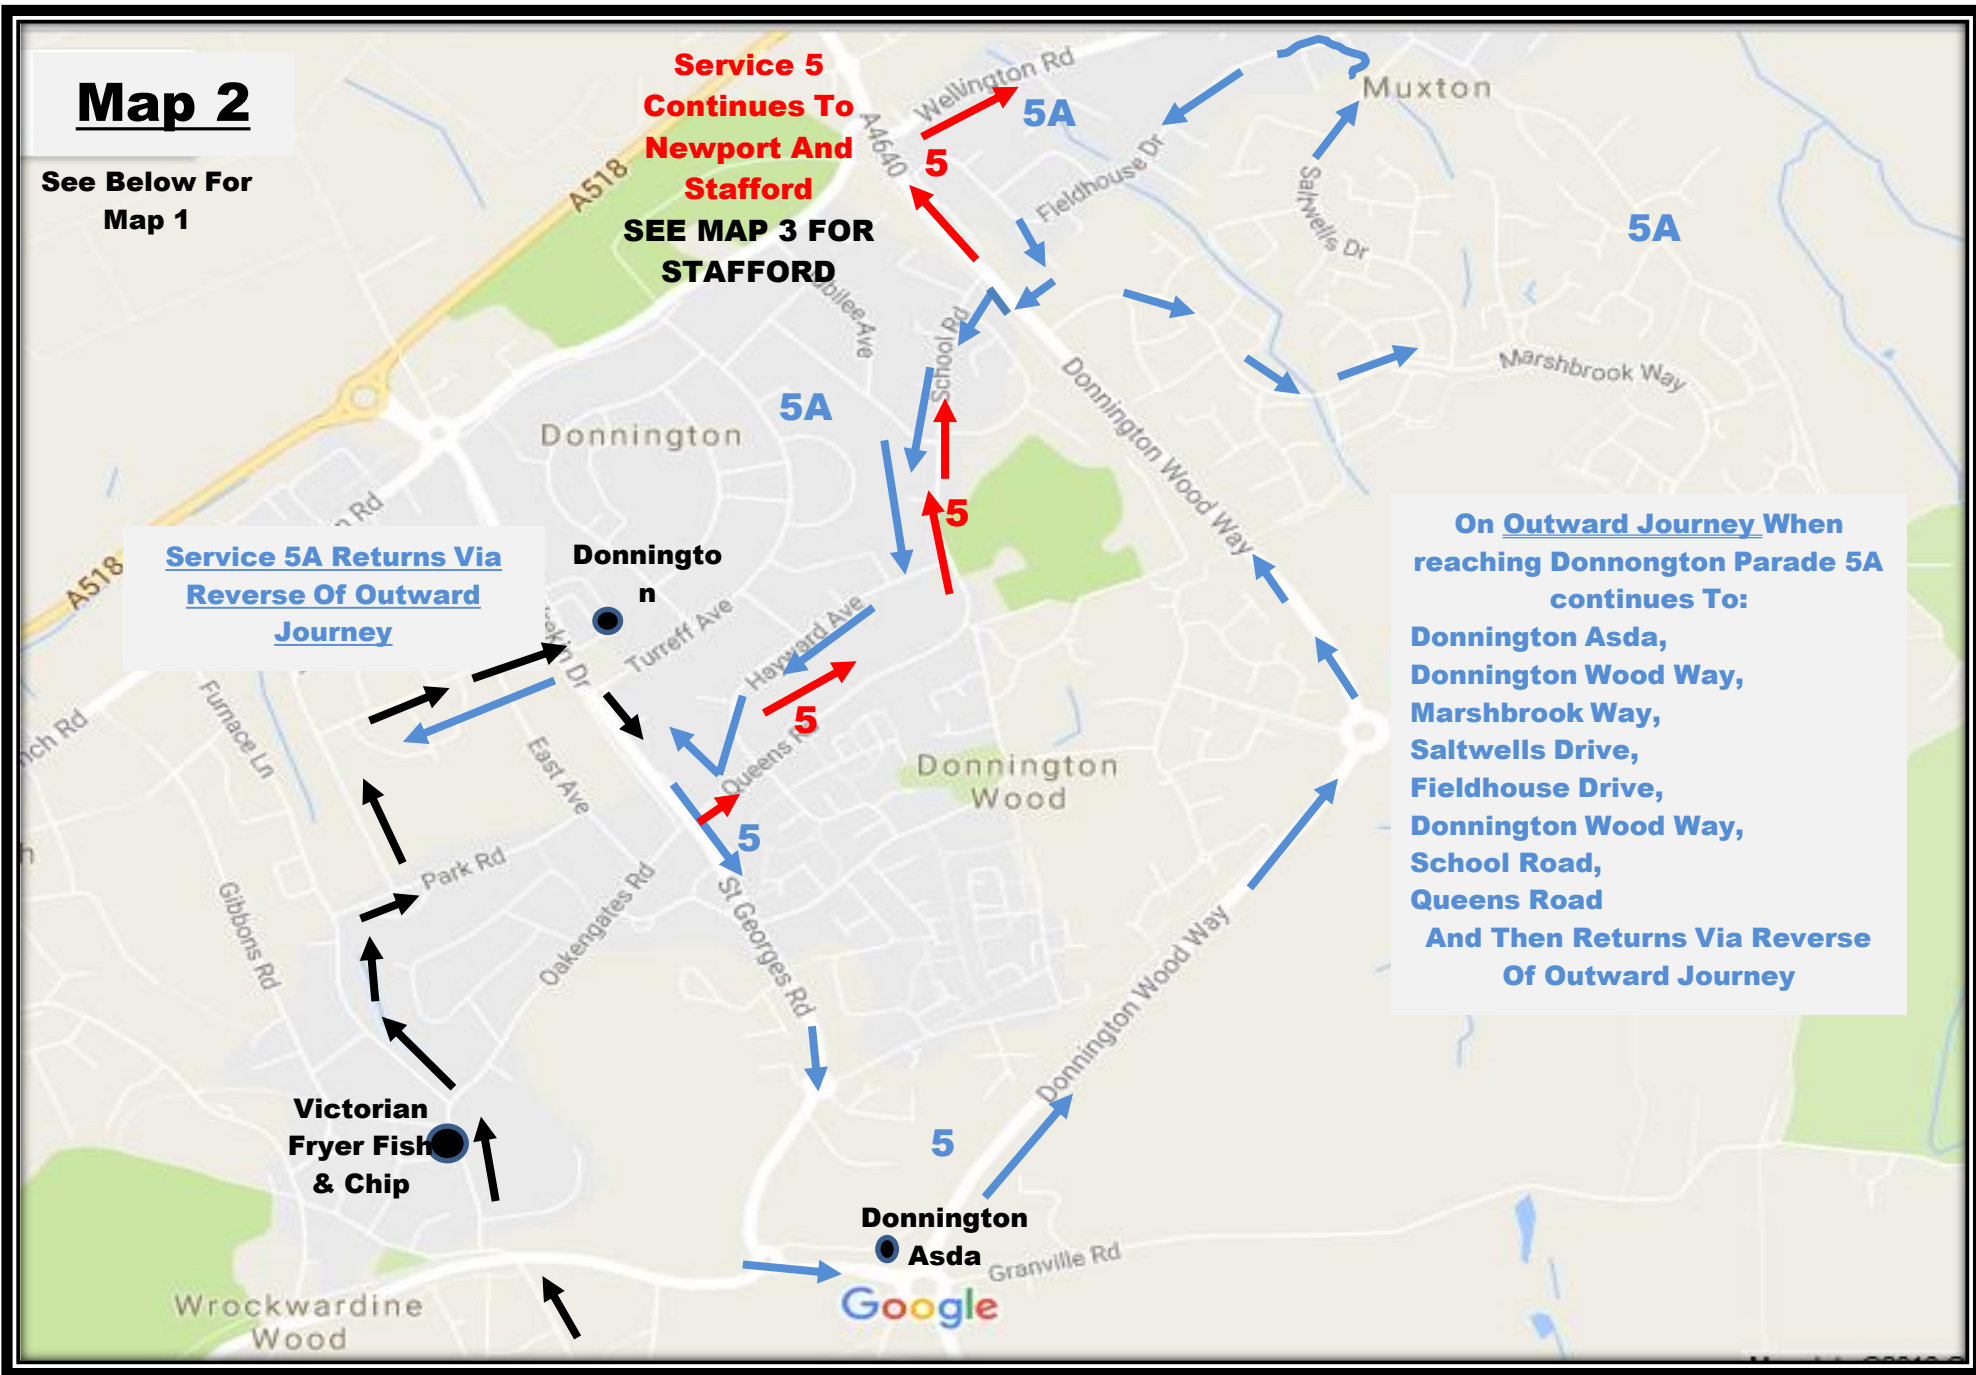 Map 2
See Below For
Map 1
Service 5
Continues To
Newport And
Stafford
SEE MAP 3 FOR
STAFFORD
Wellington Rd
A4640
5A
5
Muxton
A518
Fieldhouse Dr
Saltwells Dr
5A
School Rd
Marshbrook Way
5A
Donnington
Donnington Wood Way
5
Rd
A518
Service 5A Returns Via
Reverse Of Outward
Journey
Donningto
n
Turreff Ave
Hayward Ave
On Outward Journey When
reaching Donnongton Parade 5A
continues To:
Donnington Asda,
Donnington Wood Way,
Marshbrook Way,
Saltwells Drive,
Fieldhouse Drive,
Donnington Wood Way,
School Road,
Queens Road
And Then Returns Via Reverse
Of Outward Journey
Furnace Ln
East Ave
5
Donnington
Wood
5
Park Rd
Gibbons Rd
Oakengates Rd
St Georges Rd
Donnington Wood Way
Victorian
Fryer Fish
& Chip
5
Donnington
Asda
Granville Rd
Google
Wrockwardine
Wood